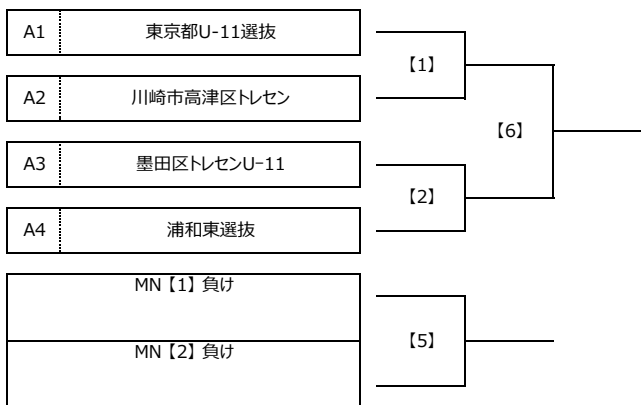 A1 東京都U-11選抜
【1】
A2 川崎市高津区トレセン
【6】
A3 墨田区トレセンU-11
【2】
A4 浦和東選抜
MN【1】負け
【5】
MN【2】負け